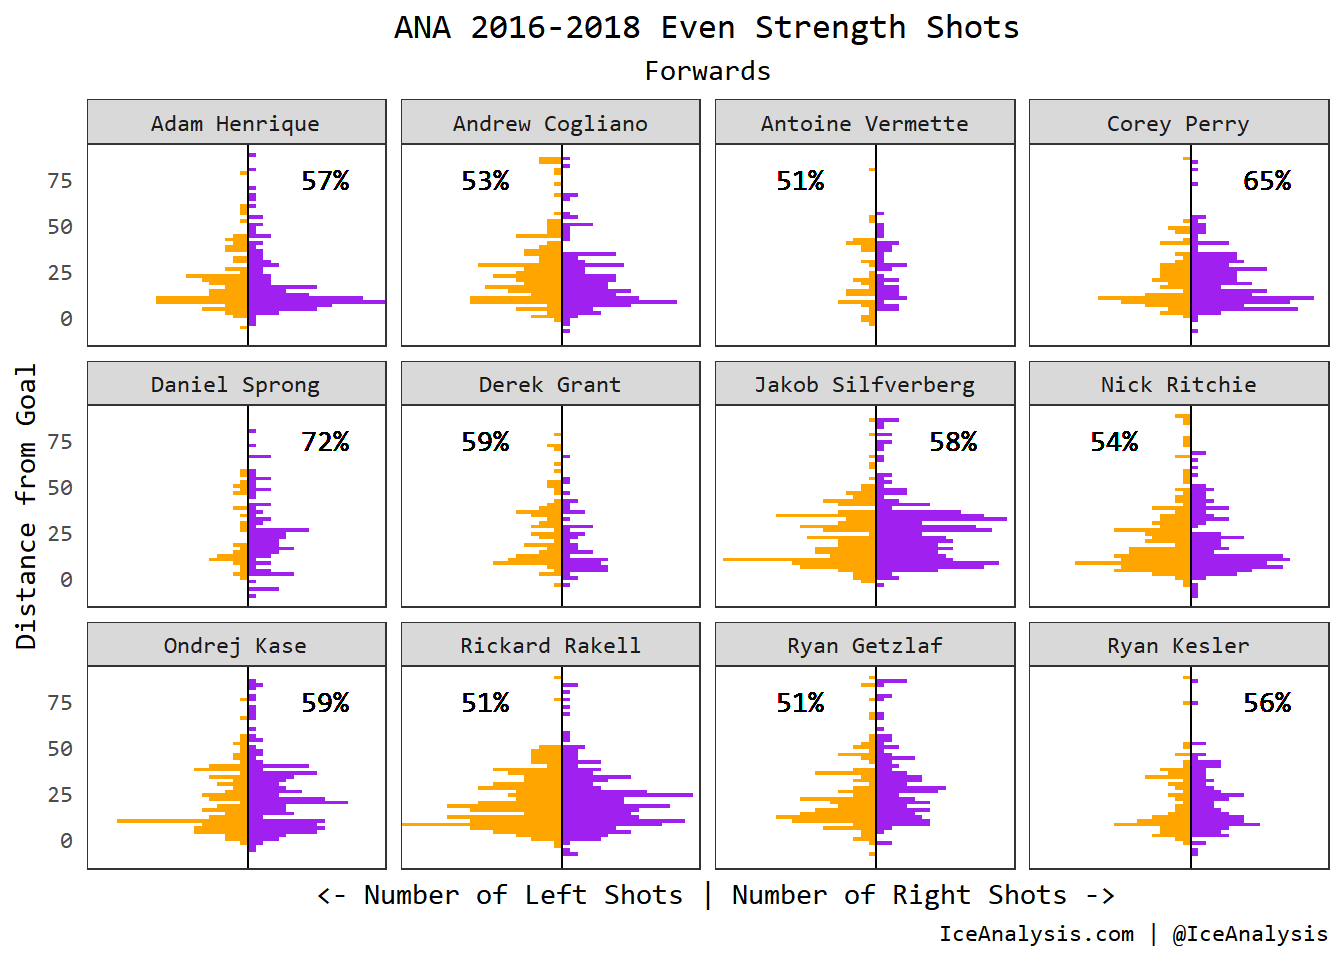 ANA 2016-2018 Even Strength Shots
Forwards
Adam Henrique
Andrew Cogliano
Antoine Vermette
Corey Perry
57%
53%
51%
65%
75
50
25
0
Daniel Sprong
Derek Grant
Jakob Silfverberg
Nick Ritchie
72%
59%
58%
54%
75
50
25
0
Distance from Goal
Ondrej Kase
Rickard Rakell
Ryan Getzlaf
Ryan Kesler
59%
51%
51%
56%
75
50
25
0
<- Number of Left Shots | Number of Right Shots ->
IceAnalysis.com | @IceAnalysis